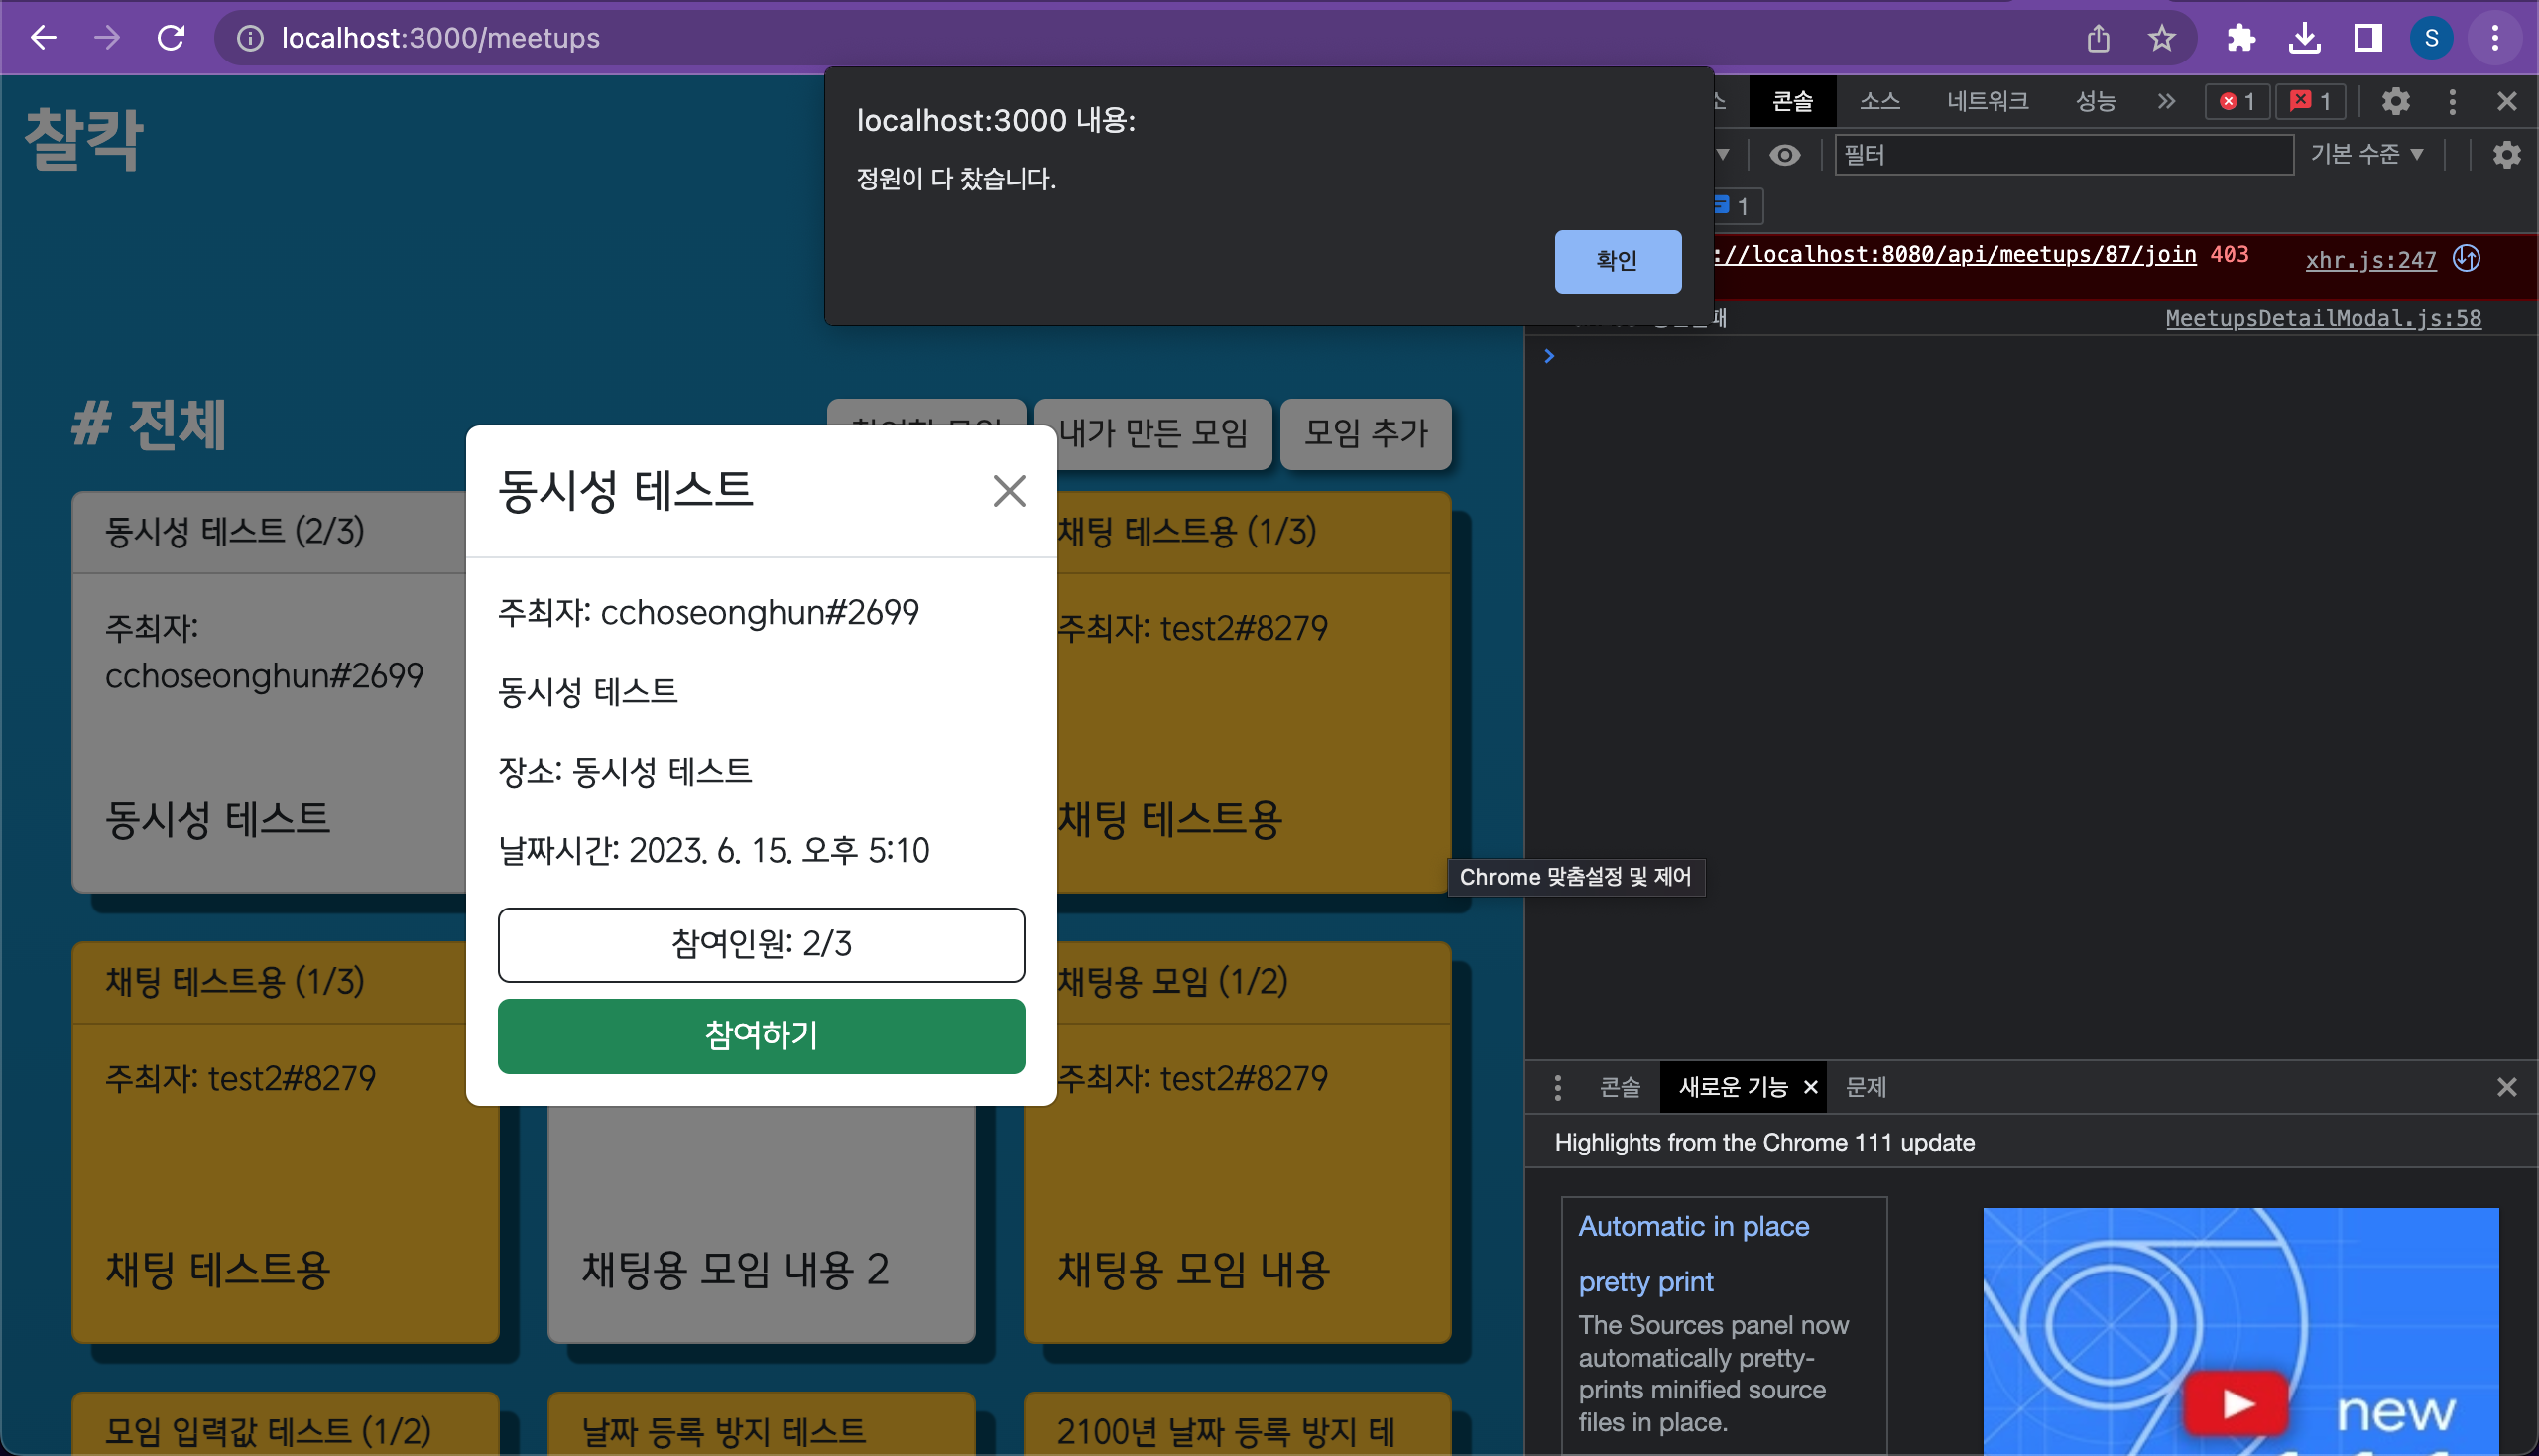 localhost:3000/meetups
S
찰칵
localhost:3000 내용:
정원이 다 찼습니다.
확인
콘솔
소스
네트워크
성능
1
1
필터
기본 수준
1
://localhost:8080/api/meetups/87/join 403
xhr.js:247
MeetupsDetailModal.js:58
# 전체
내가 만든 모임
모임 추가
동시성 테스트 (2/3)
주최자:
cchoseonghun#2699
동시성 테스트
동시성 테스트
주최자: cchoseonghun#2699
동시성 테스트
장소: 동시성 테스트
날짜시간: 2023. 6. 15. 오후 5:10
참여인원: 2/3
참여하기
채팅 테스트용 (1/3)
주최자: test2#8279
채팅 테스트용
Chrome 맞춤설정 및 제어
채팅 테스트용 (1/3)
주최자: test2#8279
채팅 테스트용
채팅용 모임 내용 2
채팅용 모임 (1/2)
주최자: test2#8279
채팅용 모임 내용
모임 입력값 테스트 (1/2)
날짜 등록 방지 테스트
2100년 날짜 등록 방지 테
콘솔
새로운 기능
문제
Highlights from the Chrome 111 update
Automatic in place
pretty print
The Sources panel now
automatically pretty-
prints minified source
files in place.
new